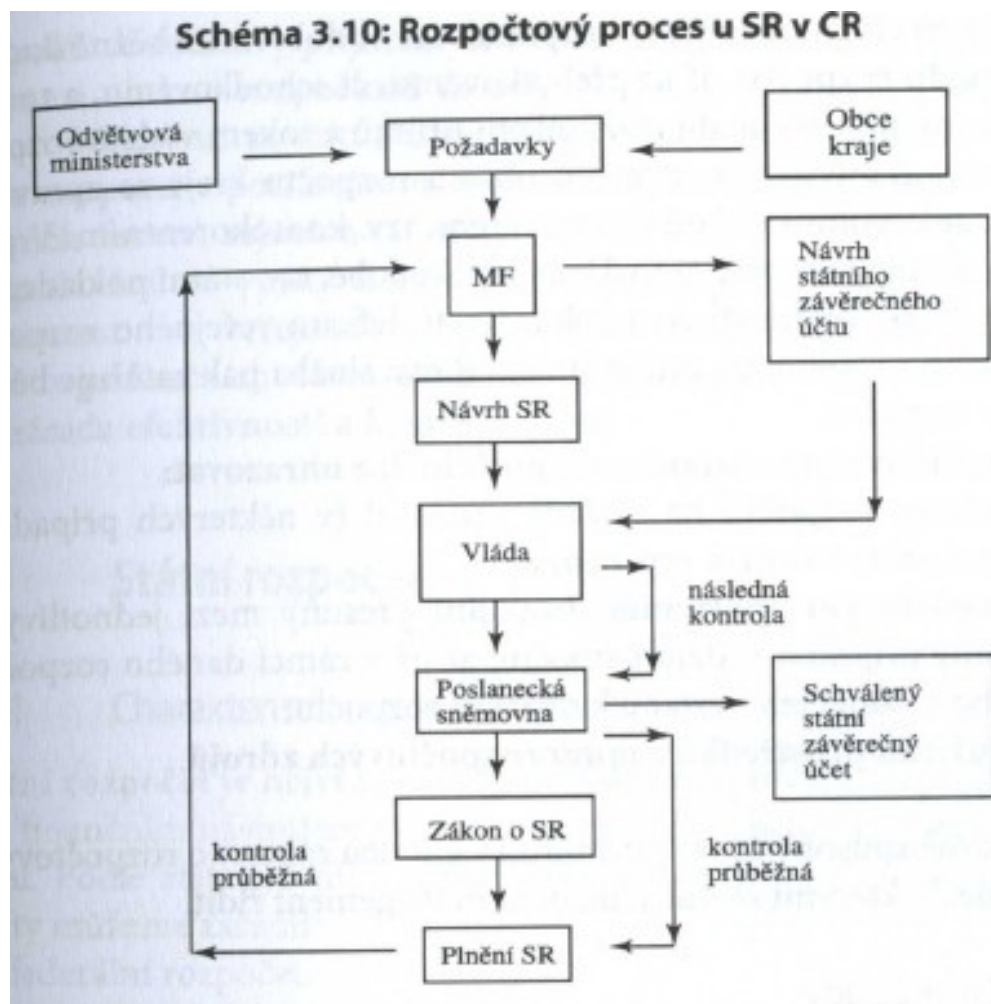 Schéma 3.10: Rozpočtový proces u SR v ČR
Odvětvová
ministerstva
Požadavky
Obce
kraje
MF
Návrh
státního
závěrečného
účtu
Návrh SR
Vláda
následná
kontrola
Poslanecká
sněmovna
Schválený
státní
závěrečný
účet
Zákon o SR
kontrola
průběžná
kontrola
průběžná
Plnění SR